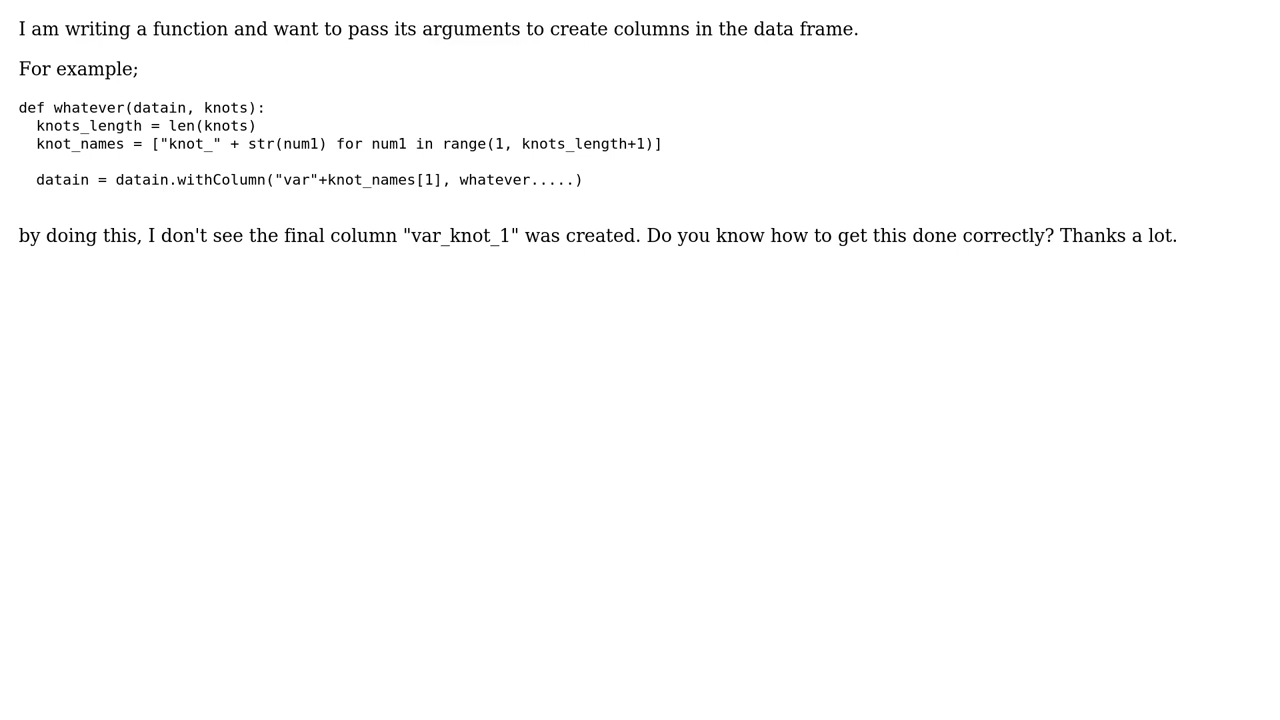 I am writing a function and want to pass its arguments to create columns in the data frame.
For example;
def whatever(datain, knots):
  knots_length = len(knots)
  knot_names = ["knot_" + str(num1) for num1 in range(1, knots_length+1)]
  datain = datain.withColumn("var"+knot_names[1], whatever.....)
by doing this, I don't see the final column "var_knot_1" was created. Do you know how to get this done correctly? Thanks a lot.